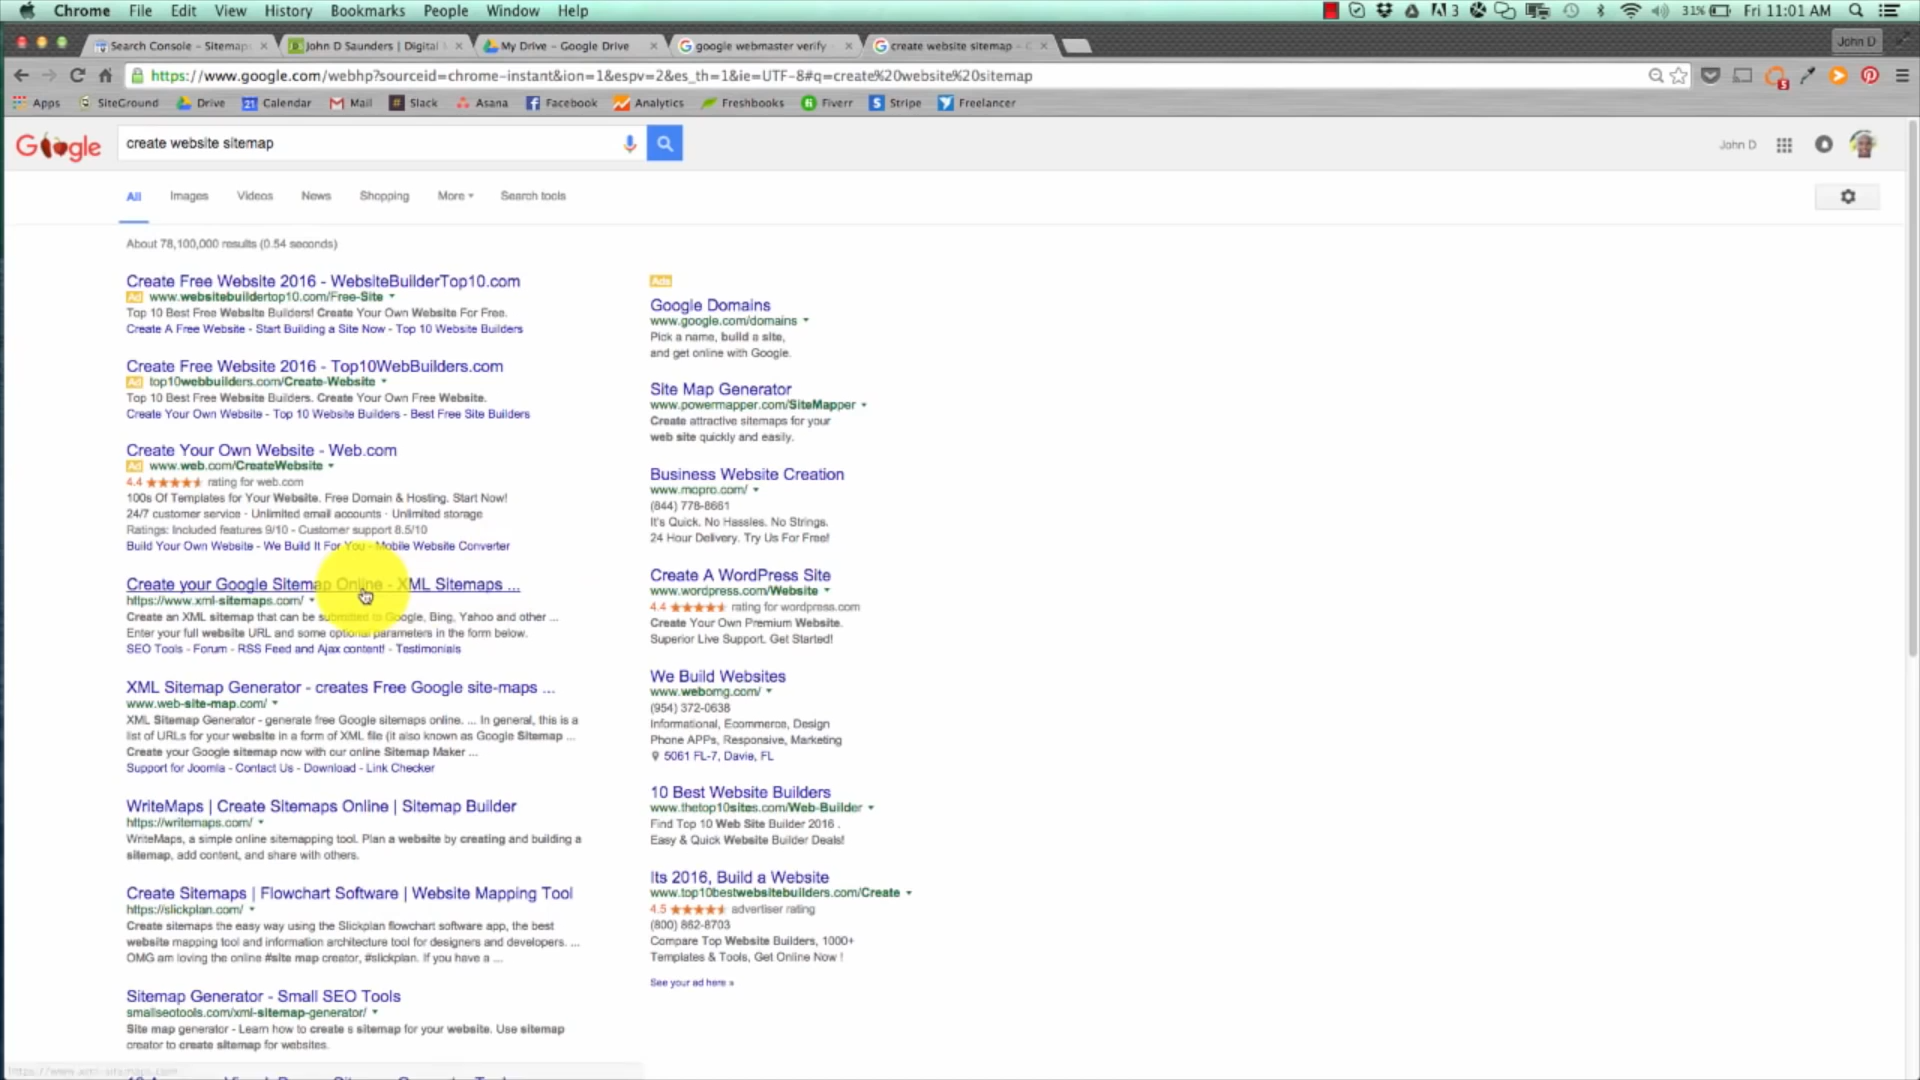 Chrome File Edit View History Bookmarks People Window Help 3 31% Fri 11:01 AM
Search Console - Sitemap John D Saunders | Digital My Drive - Google Drive google webmaster verify create website sitemap - John D
https://www.google.com/webhp?sourceid=chrome-instant&ion=1&espv=2&es_th=1&ie=UTF-8#q=create%20website%20sitemap
Apps SiteGround Drive 21 Calendar Mail Slack Asana Facebook Analytics Freshbooks Fiverr Stripe Freelancer
Google create website sitemap John D
All Images Videos News Shopping More Search tools
About 78,100,000 results (0.54 seconds)
Create Free Website 2016 - WebsiteBuilderTop10.com
Ad www.websitebuildertop10.com/Free-Site
Top 10 Best Free Website Builders! Create Your Own Website For Free.
Create A Free Website - Start Building a Site Now - Top 10 Website Builders
Create Free Website 2016 - Top10WebBuilders.com
Ad top10webbuilders.com/Create-Website
Top 10 Best Free Website Builders. Create Your Own Free Website.
Create Your Own Website - Top 10 Website Builders - Best Free Site Builders
Create Your Own Website - Web.com
Ad www.web.com/CreateWebsite
4.4 ★★★★★ rating for web.com
100s Of Templates for Your Website. Free Domain & Hosting. Start Now!
24/7 customer service · Unlimited email accounts · Unlimited storage
Ratings: Included features 9/10 - Customer support 8.5/10
Build Your Own Website - We Build It For You - Mobile Website Converter
Create your Google Sitemap Online - XML Sitemaps ...
https://www.xml-sitemaps.com/
Create an XML sitemap that can be submitted to Google, Bing, Yahoo and other ...
Enter your full website URL and some optional parameters in the form below.
SEO Tools - Forum - RSS Feed and Ajax content! - Testimonials
XML Sitemap Generator - creates Free Google site-maps ...
www.web-site-map.com/
XML Sitemap Generator - generate free Google sitemaps online. ... In general, this is a
list of URLs for your website in a form of XML file (it also known as Google Sitemap ...
Create your Google sitemap now with our online Sitemap Maker ...
Support for Joomla - Contact Us - Download - Link Checker
WriteMaps | Create Sitemaps Online | Sitemap Builder
https://writemaps.com/
WriteMaps, a simple online sitemapping tool. Plan a website by creating and building a
sitemap, add content, and share with others.
Create Sitemaps | Flowchart Software | Website Mapping Tool
https://slickplan.com/
Create sitemaps the easy way using the Slickplan flowchart software app, the best
website mapping tool and information architecture tool for designers and developers. ...
OMG am loving the online #site map creator, #slickplan. If you have a ...
Sitemap Generator - Small SEO Tools
smallseotools.com/xml-sitemap-generator/
Site map generator - Learn how to create s sitemap for your website. Use sitemap
creator to create sitemap for websites.
https://www.xml-sitemaps.com
Ads
Google Domains
www.google.com/domains
Pick a name, build a site,
and get online with Google.
Site Map Generator
www.powermapper.com/SiteMapper
Create attractive sitemaps for your
web site quickly and easily.
Business Website Creation
www.mopro.com/
(844) 778-8661
It's Quick. No Hassles. No Strings.
24 Hour Delivery. Try Us For Free!
Create A WordPress Site
www.wordpress.com/Website
4.4 ★★★★★ rating for wordpress.com
Create Your Own Premium Website.
Superior Live Support. Get Started!
We Build Websites
www.webomg.com/
(954) 372-0638
Informational, Ecommerce, Design
Phone APPs, Responsive, Marketing
5061 FL-7, Davie, FL
10 Best Website Builders
www.thetop10sites.com/Web-Builder
Find Top 10 Web Site Builder 2016 .
Easy & Quick Website Builder Deals!
Its 2016, Build a Website
www.top10bestwebsitebuilders.com/Create
4.5 ★★★★★ advertiser rating
(800) 862-8703
Compare Top Website Builders, 1000+
Templates & Tools, Get Online Now !
See your ad here »